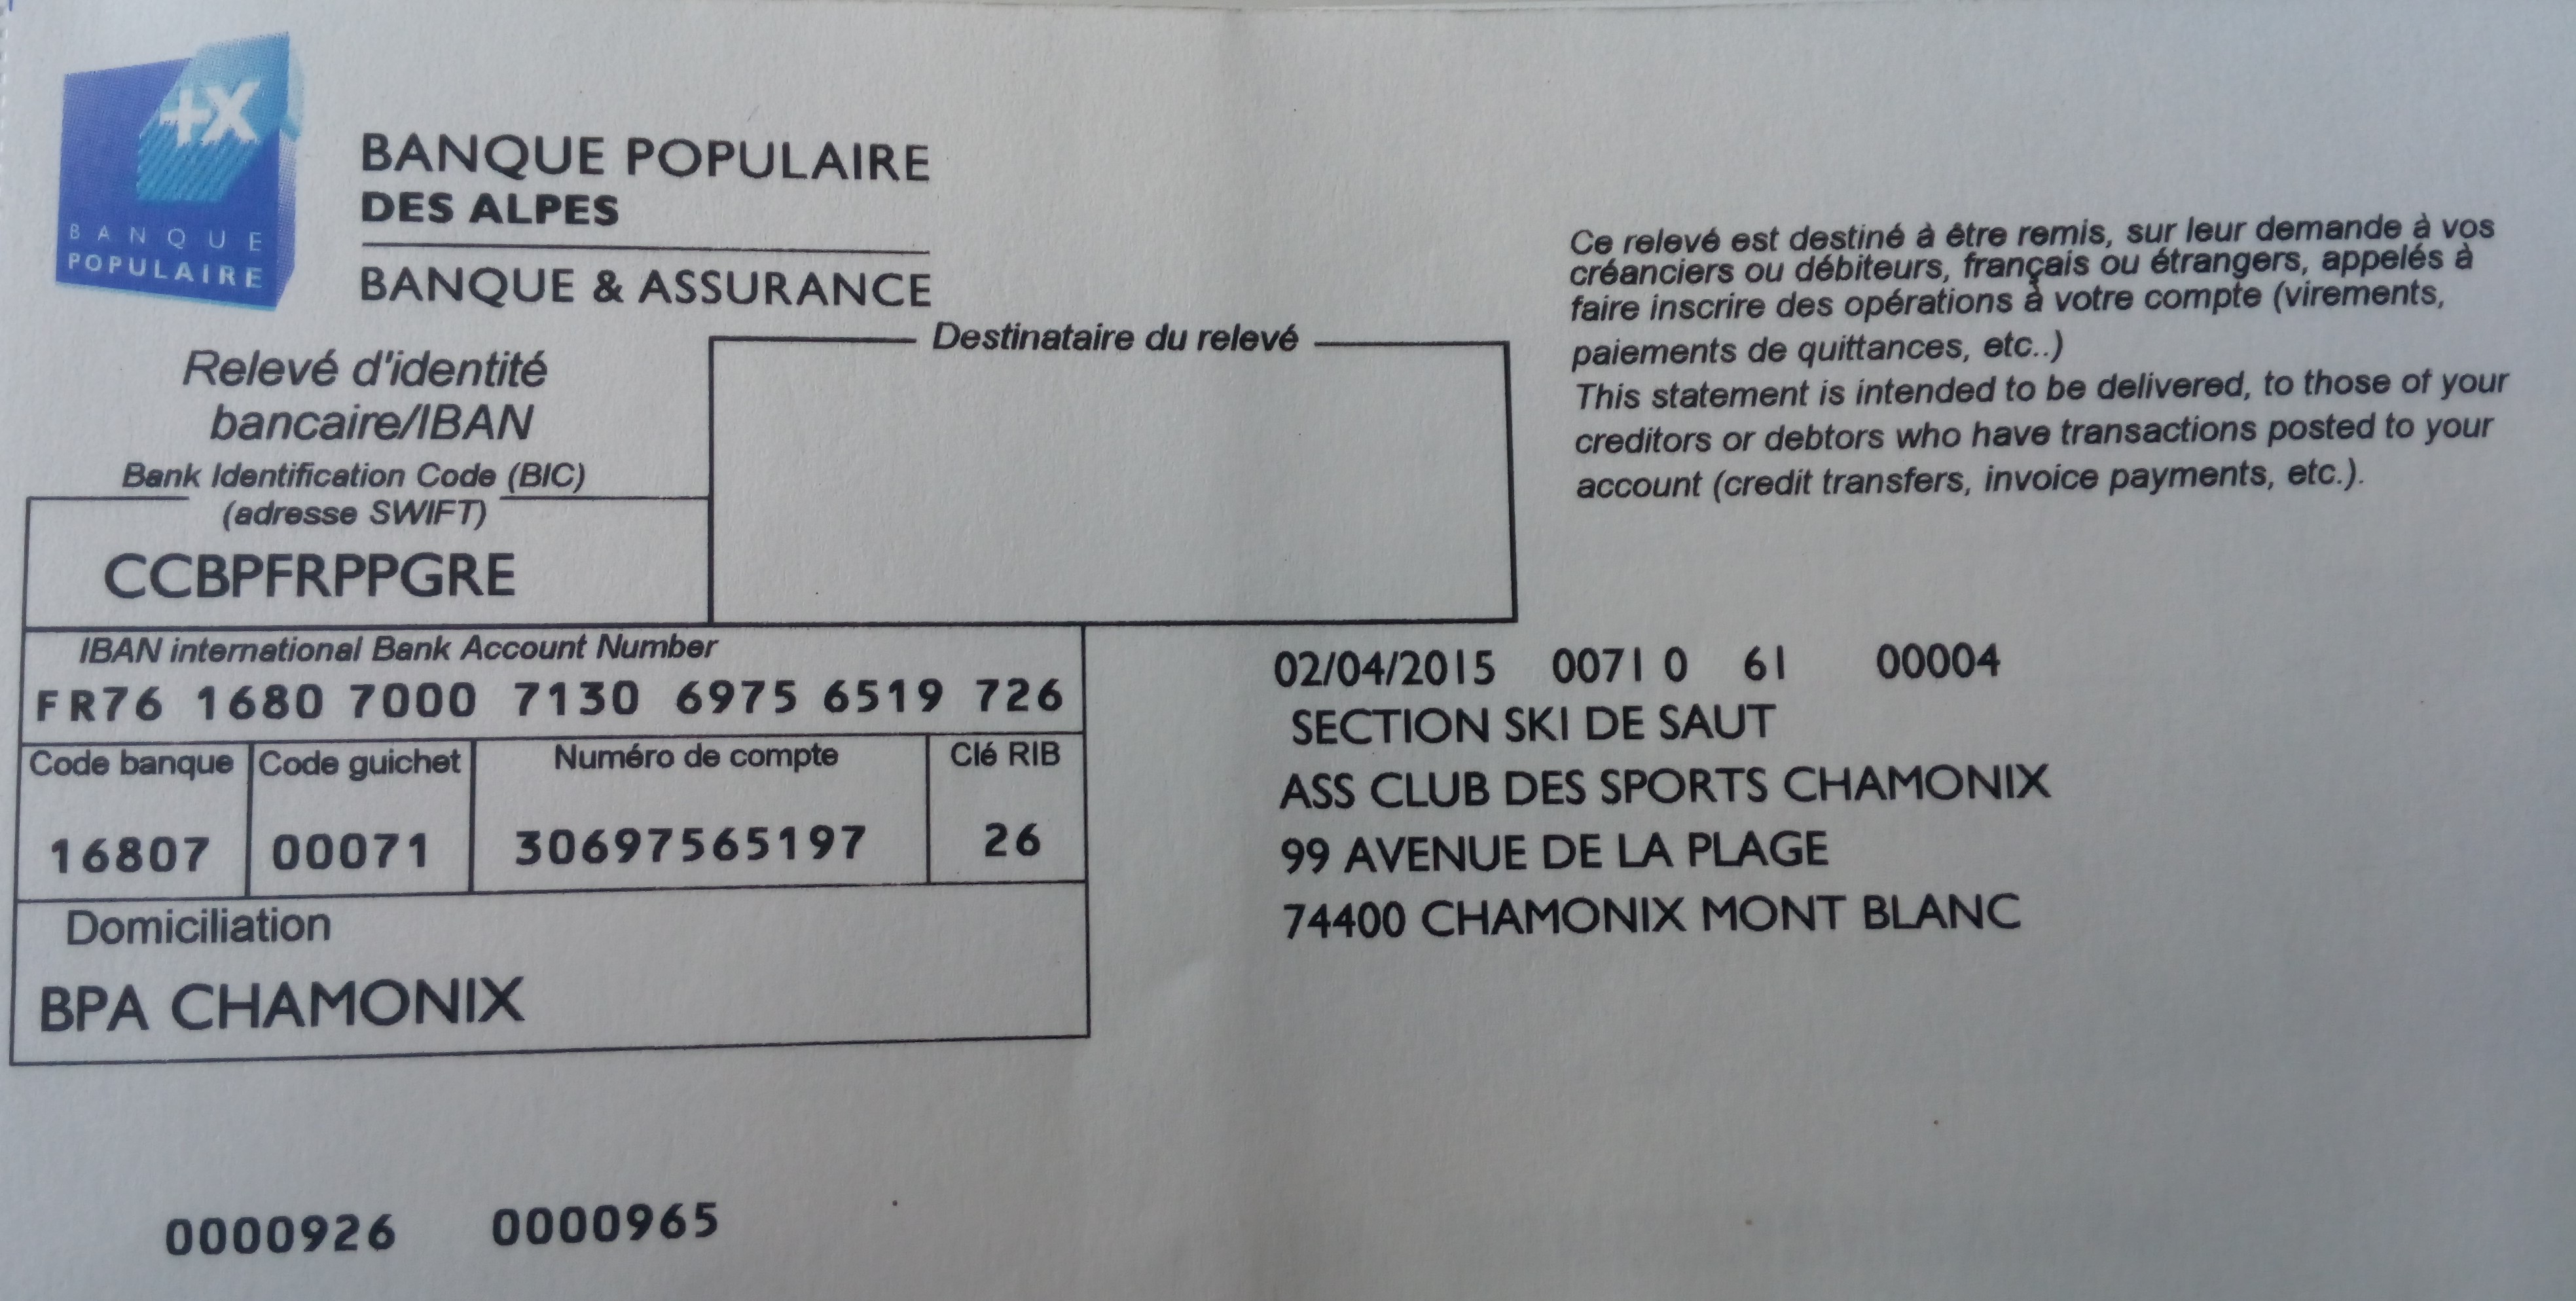 +X
BANQUE
POPULAIRE
BANQUE POPULAIRE
DES ALPES
BANQUE & ASSURANCE
Relevé d'identité
bancaire/IBAN
Bank Identification Code (BIC)
(adresse SWIFT)
CCBPFRPPGRE
Destinataire du relevé
Ce relevé est destiné à être remis, sur leur demande à vos
créanciers ou débiteurs, français ou étrangers, appelés à
faire inscrire des opérations à votre compte (virements,
paiements de quittances, etc..)
This statement is intended to be delivered, to those of your
creditors or debtors who have transactions posted to your
account (credit transfers, invoice payments, etc.).
IBAN international Bank Account Number
FR76 1680 7000 7130 6975 6519 726
Code banque Code guichet Numéro de compte Clé RIB
16807 00071 30697565197 26
Domiciliation
BPA CHAMONIX
02/04/2015 0071 0 61 00004
SECTION SKI DE SAUT
ASS CLUB DES SPORTS CHAMONIX
99 AVENUE DE LA PLAGE
74400 CHAMONIX MONT BLANC
0000926 0000965